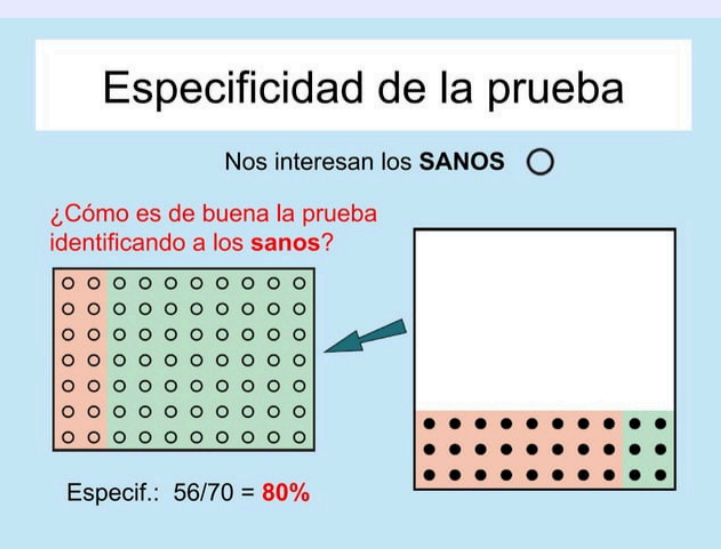 Especificidad de la prueba
Nos interesan los SANOS
¿Cómo es de buena la prueba
identificando a los sanos?
Especif.: 56/70 = 80%